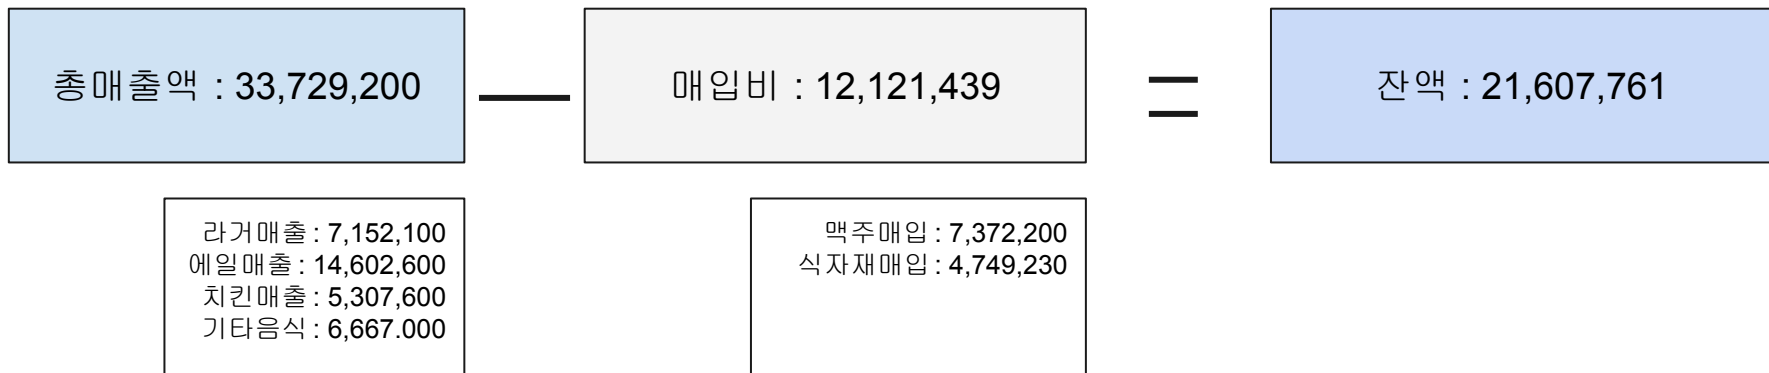 총매출액 : 33,729,200
매입비 : 12,121,439
잔액 : 21,607,761
라거매출 : 7,152,100
에일매출 : 14,602,600
치킨매출 : 5,307,600
기타음식 : 6,667.000
맥주매입 : 7,372,200
식자재매입 : 4,749,230